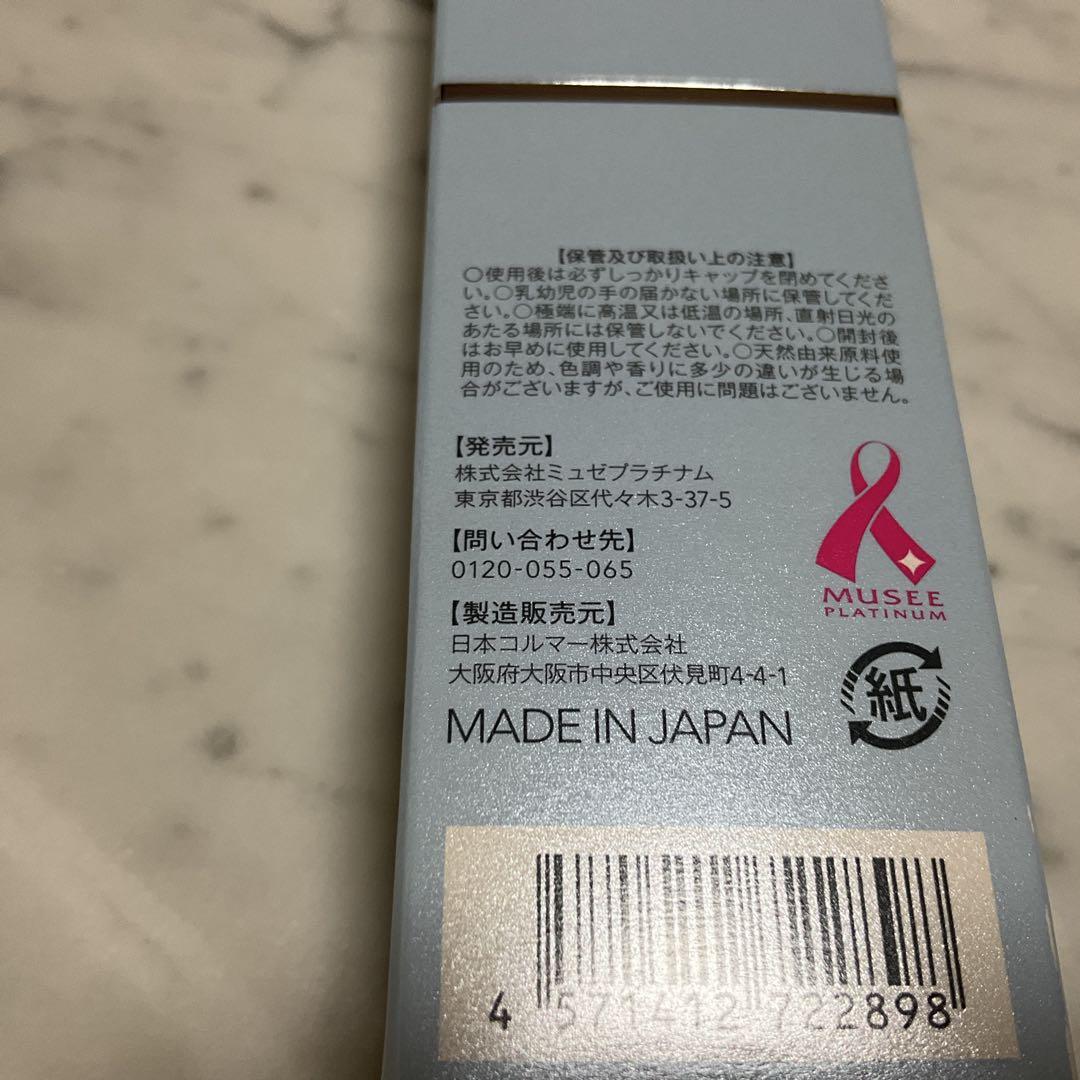 【保管及び取扱い上の注意】
○使用後は必ずしっかりキャップを閉めてくださ
い。○乳幼児の手の届かない場所に保管してくだ
さい。○極端に高温又は低温の場所、直射日光の
あたる場所には保管しないでください。○開封後
はお早めに使用してください。○天然由来原料使
用のため、色調や香りに多少の違いが生じる場
合がございますが、ご使用に問題はございません。
【発売元】
株式会社ミュゼプラチナム
東京都渋谷区代々木3-37-5
【問い合わせ先】
0120-055-065
【製造販売元】
日本コルマー株式会社
大阪府大阪市中央区伏見町4-4-1
MADE IN JAPAN
MUSEE
PLATINUM
紙
4 571412 722898